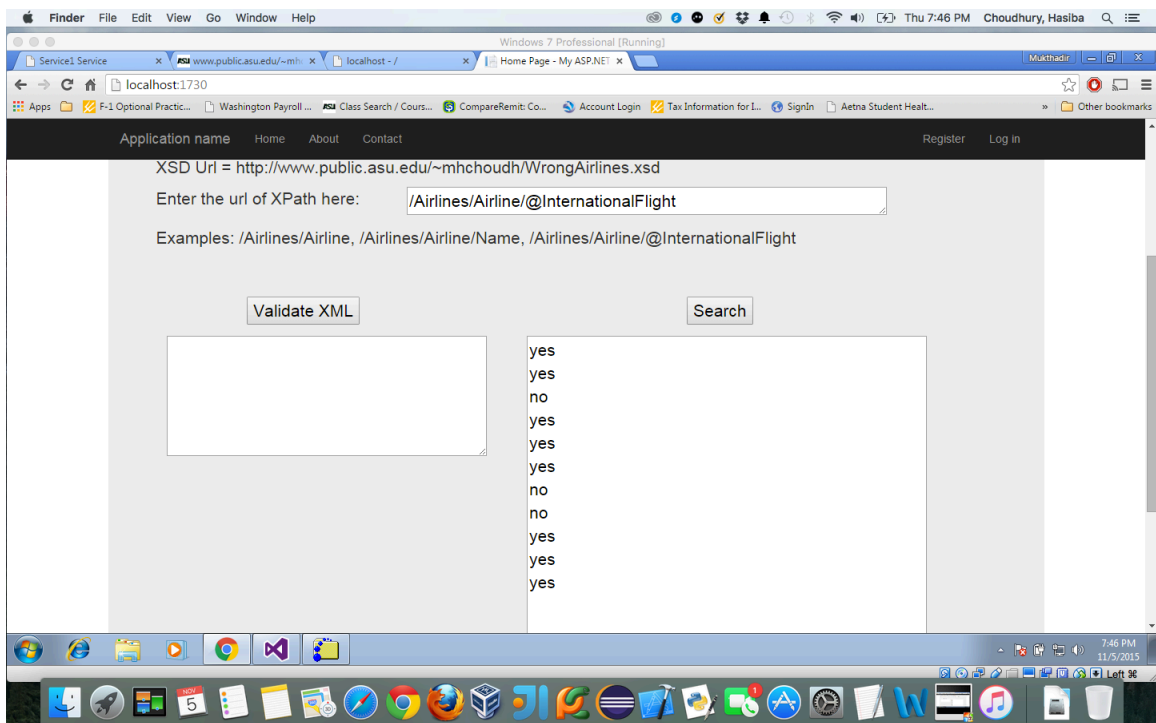 Finder File Edit View Go Window Help Thu 7:46 PM Choudhury, Hasiba
Windows 7 Professional [Running]
Service1 Service www.public.asu.edu/~mh localhost - / Home Page - My ASP.NET Mukthadir
localhost:1730
Apps F-1 Optional Practic... Washington Payroll ... ASU Class Search / Cours... CompareRemit: Co... Account Login Tax Information for I... SignIn Aetna Student Healt... » Other bookmarks
Application name Home About Contact Register Log in
XSD Url = http://www.public.asu.edu/~mhchoudh/WrongAirlines.xsd
Enter the url of XPath here: /Airlines/Airline/@InternationalFlight
Examples: /Airlines/Airline, /Airlines/Airline/Name, /Airlines/Airline/@InternationalFlight
Validate XML Search
yes
yes
no
yes
yes
yes
no
no
yes
yes
yes
7:46 PM
11/5/2015
Left ⌘
NOV
5
1